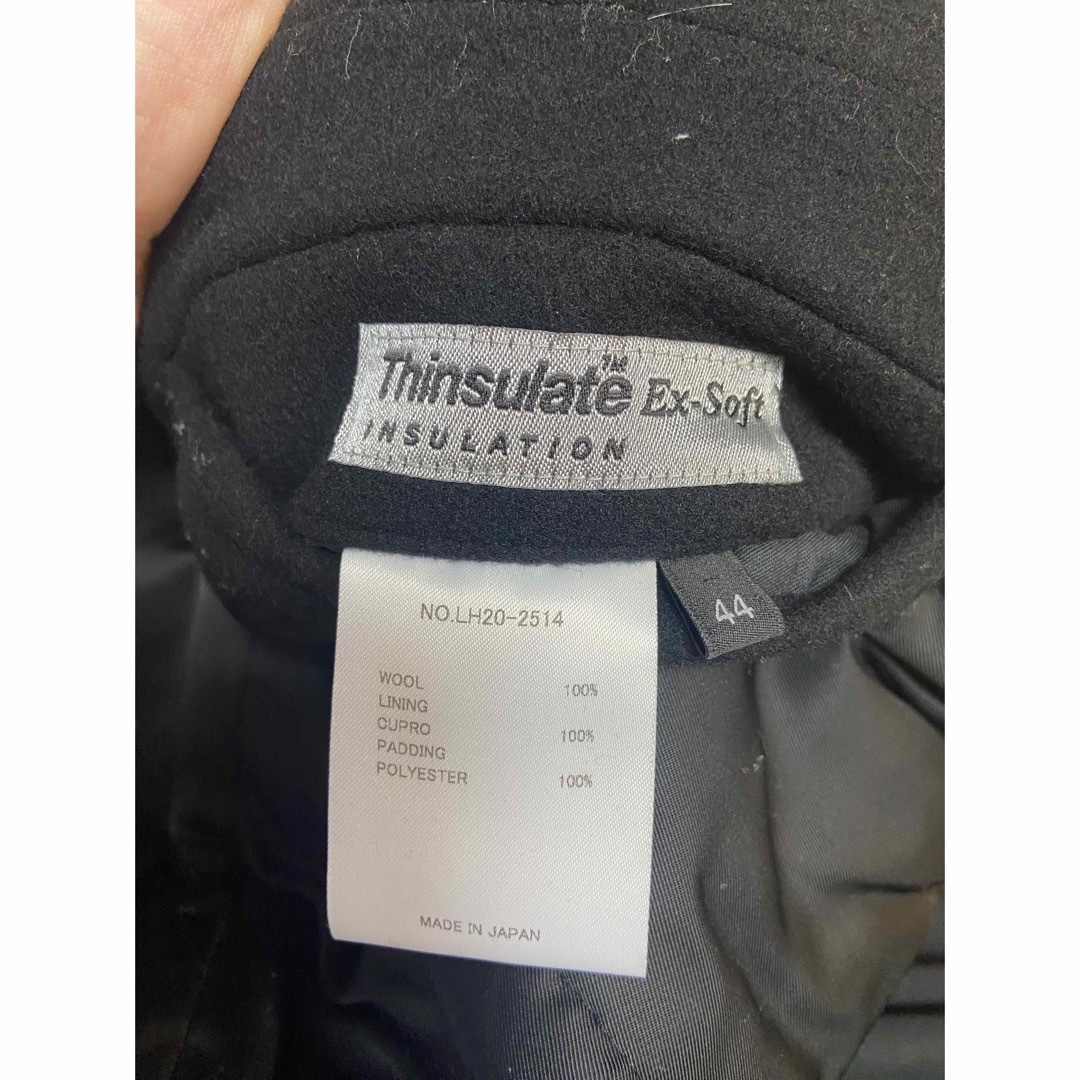 Thinsulate™ Ex-Soft
INSULATION
44
NO.LH20-2514
WOOL 100%
LINING
CUPRO 100%
PADDING
POLYESTER 100%
MADE IN JAPAN